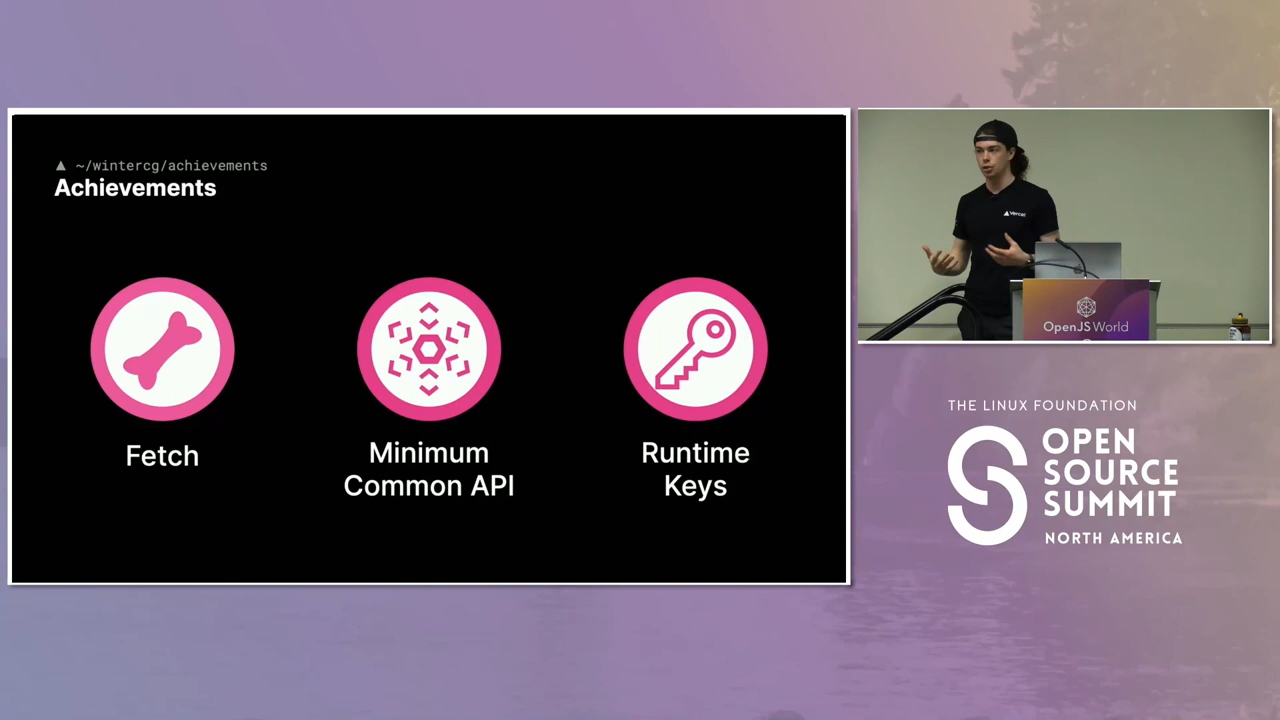 ▲ ~/wintercg/achievements
Achievements
Fetch
Minimum
Common API
Runtime
Keys
Vercel
OpenJS World
THE LINUX FOUNDATION
OPEN
SOURCE
SUMMIT
NORTH AMERICA